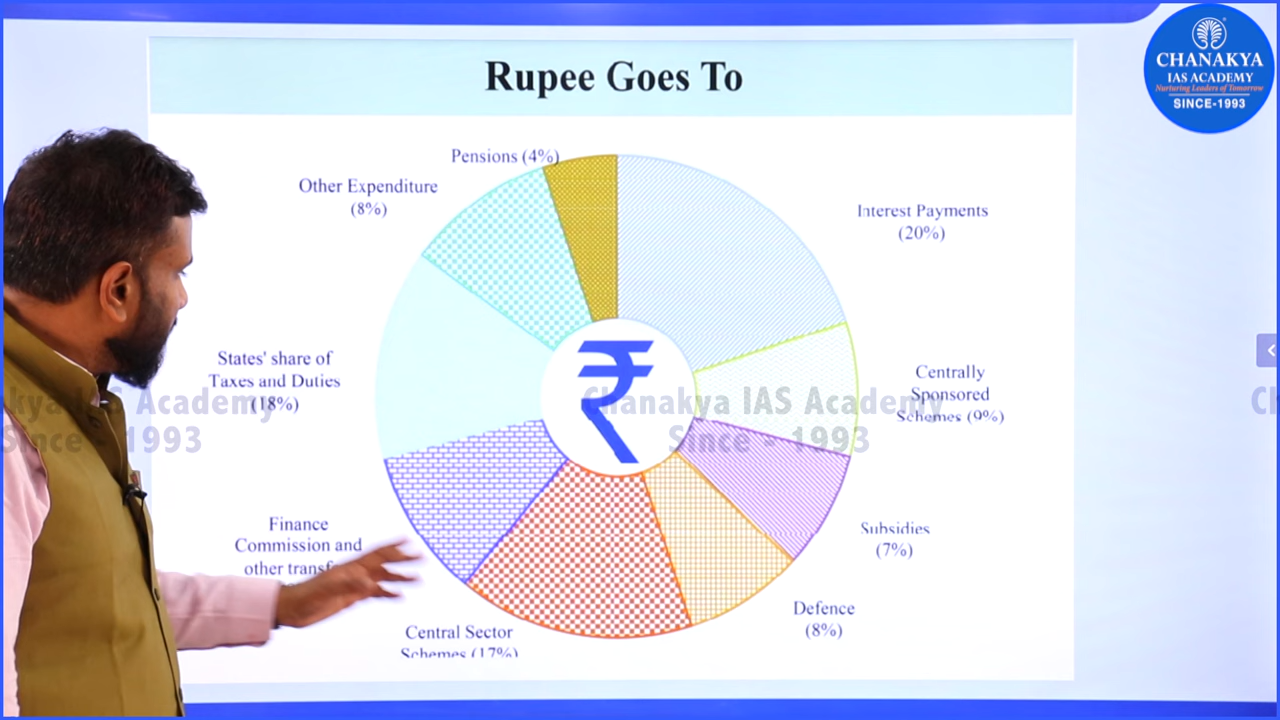 Rupee Goes To
CHANAKYA
IAS ACADEMY
Nurturing Leaders of Tomorrow
SINCE-1993
Pensions (4%)
Other Expenditure
(8%)
Interest Payments
(20%)
States' share of
Taxes and Duties
(18%)
Centrally
Sponsored
Schemes (9%)
₹
Chanakya IAS Academy
Since - 1993
Subsidies
(7%)
Finance
Commission and
other
Defence
(8%)
Central Sector
Schemes (17%)